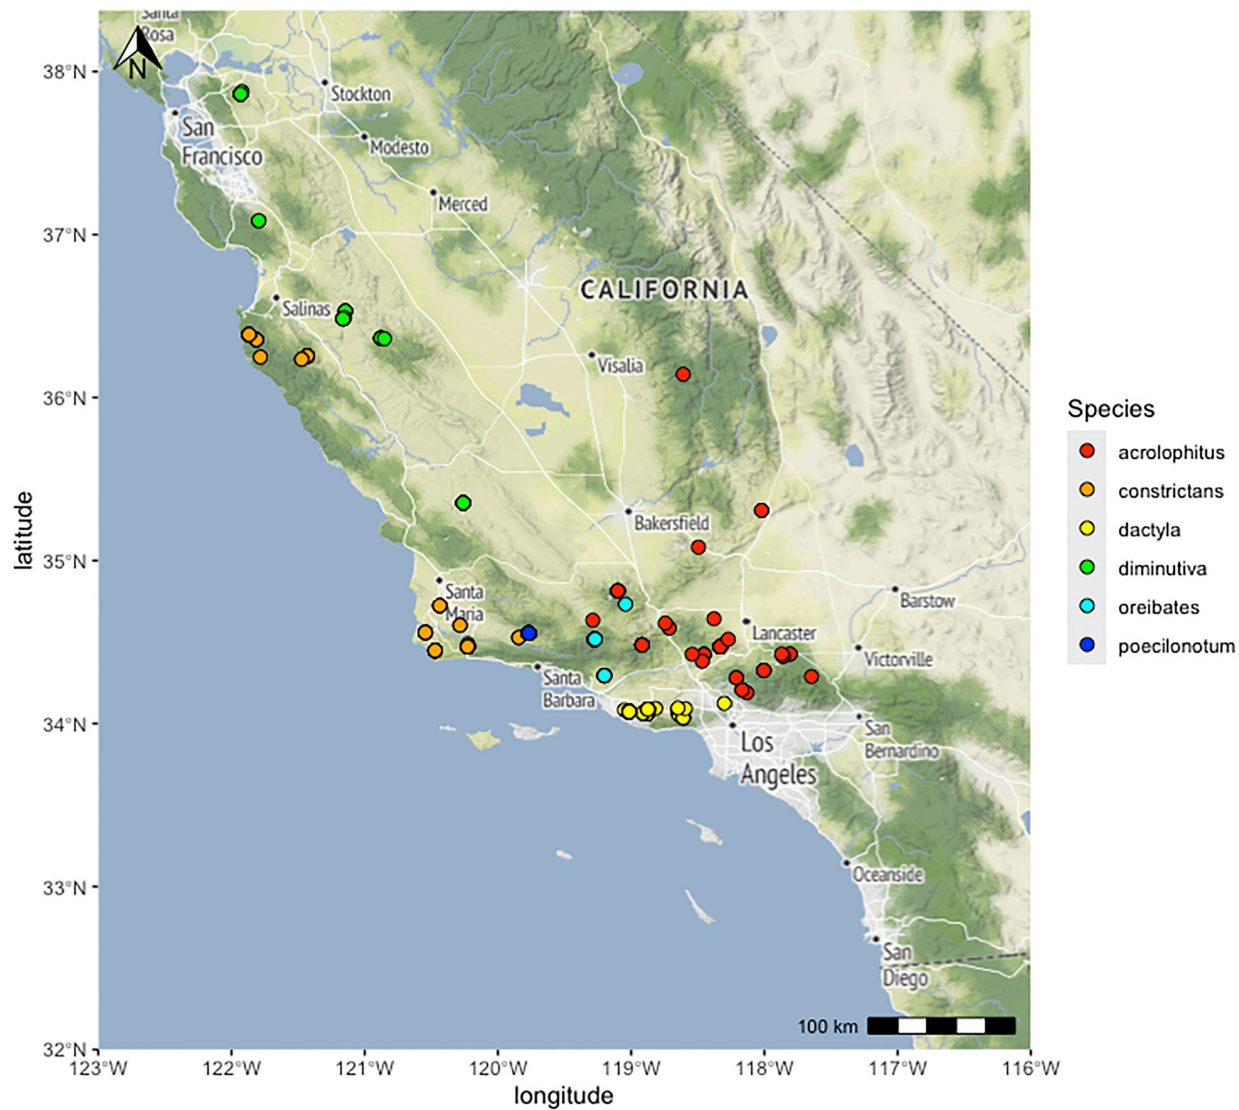 Santa
Rosa
N
38°N
Stockton
San
Francisco
Modesto
Merced
37°N
CALIFORNIA
Salinas
Visalia
36°N
Species
acrolophitus
constrictans
dactyla
diminutiva
oreibates
poecilonotum
latitude
Bakersfield
35°N
Santa
Maria
Barstow
Lancaster
Victorville
Santa
Barbara
34°N
San
Bernardino
Los
Angeles
33°N
Oceanside
San
Diego
100 km
32°N
123°W
122°W
121°W
120°W
119°W
118°W
117°W
116°W
longitude